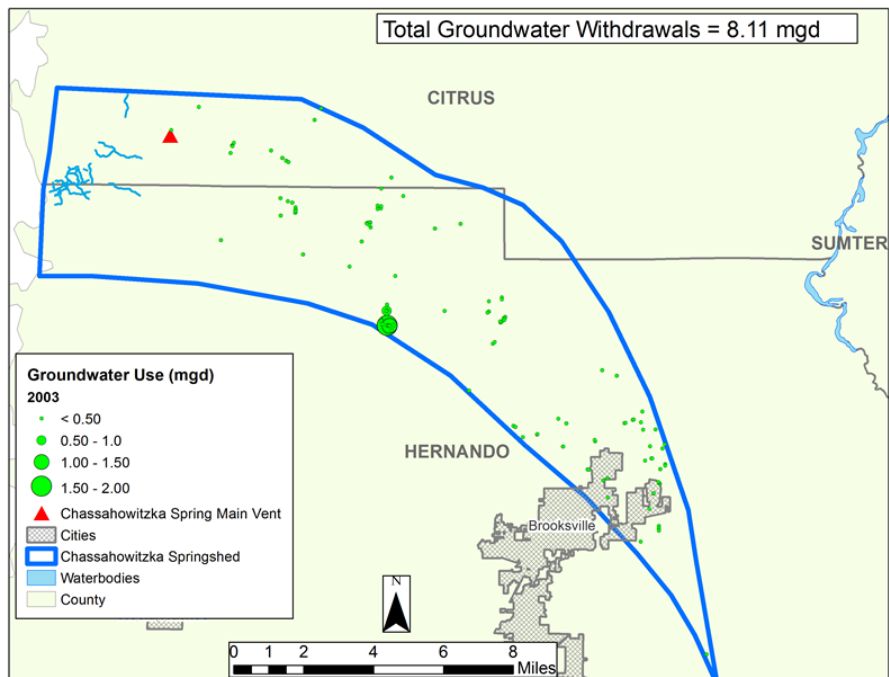 Total Groundwater Withdrawals = 8.11 mgd
CITRUS
SUMTER
HERNANDO
Brooksville
Groundwater Use (mgd)
2003
< 0.50
0.50 - 1.0
1.00 - 1.50
1.50 - 2.00
Chassahowitzka Spring Main Vent
Cities
Chassahowitzka Springshed
Waterbodies
County
N
0 1 2 4 6 8
Miles